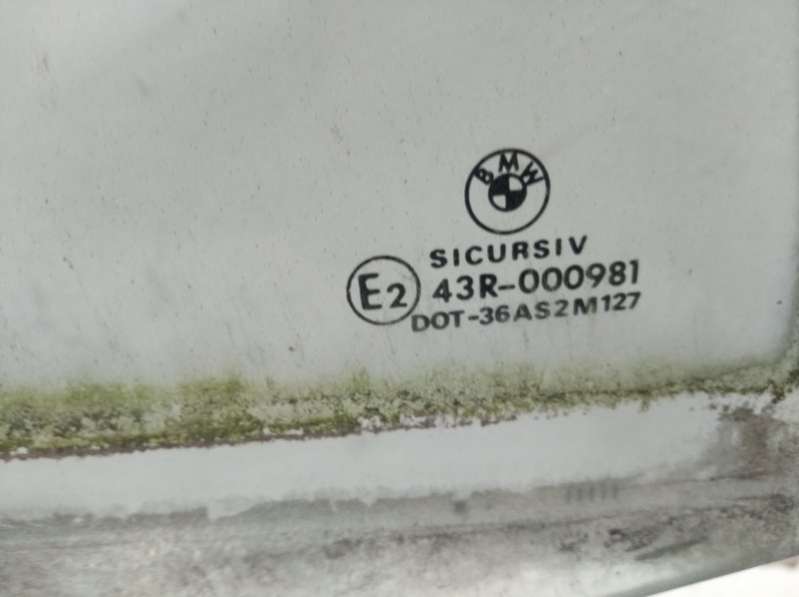 BMW
SICURSIV
E2 43R-000981
DOT-36AS2M127